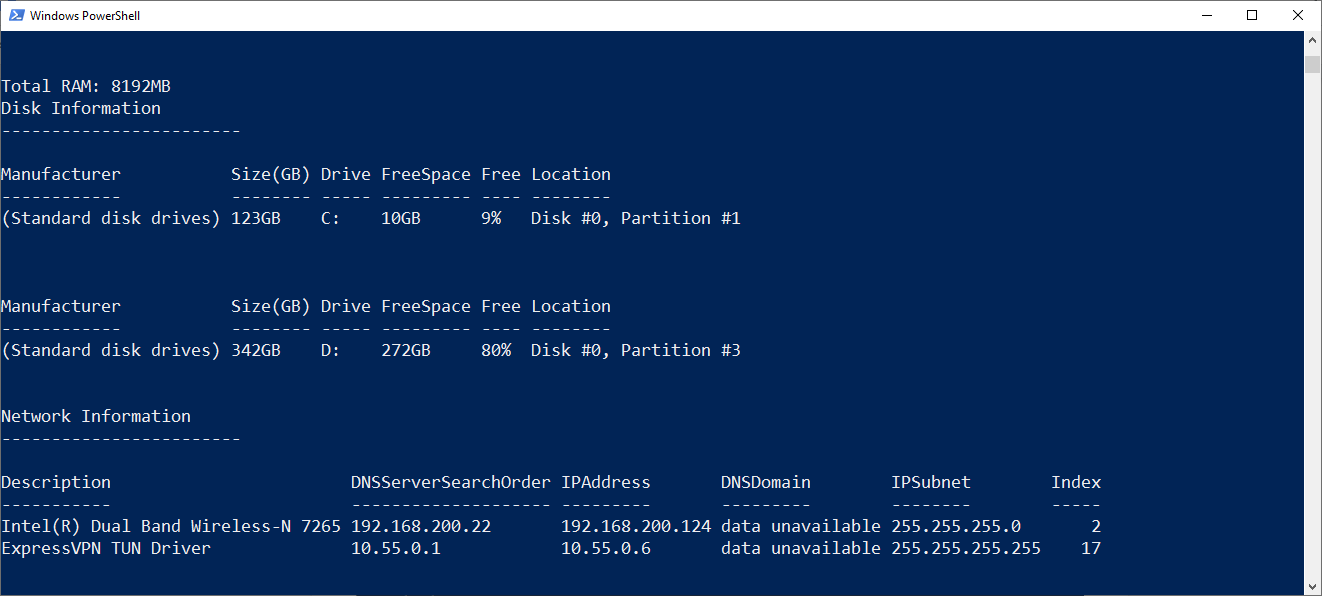 Windows PowerShell
Total RAM: 8192MB
Disk Information
------------------------
Manufacturer           Size(GB) Drive FreeSpace Free Location
------------           -------- ----- --------- ---- --------
(Standard disk drives) 123GB    C:    10GB      9%   Disk #0, Partition #1
Manufacturer           Size(GB) Drive FreeSpace Free Location
------------           -------- ----- --------- ---- --------
(Standard disk drives) 342GB    D:    272GB     80%  Disk #0, Partition #3
Network Information
------------------------
Description                        DNSServerSearchOrder IPAddress       DNSDomain        IPSubnet        Index
-----------                        -------------------- ---------       ---------        --------        -----
Intel(R) Dual Band Wireless-N 7265 192.168.200.22       192.168.200.124 data unavailable 255.255.255.0       2
ExpressVPN TUN Driver              10.55.0.1            10.55.0.6       data unavailable 255.255.255.255    17